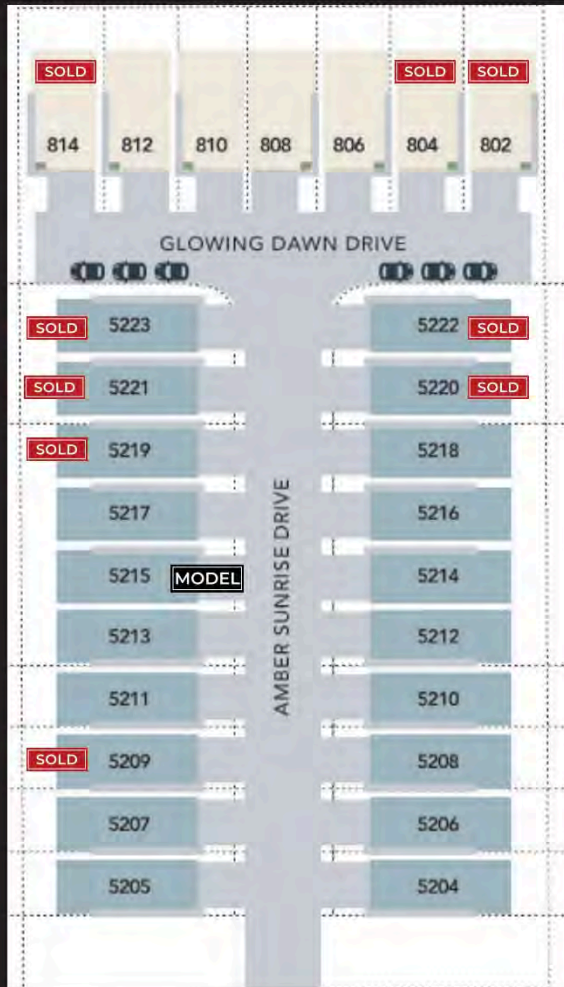 SOLD SOLD SOLD
814 812 810 808 806 804 802
GLOWING DAWN DRIVE
SOLD 5223 5222 SOLD
SOLD 5221 5220 SOLD
SOLD 5219 5218
5217 5216
5215 MODEL 5214
5213 5212
5211 5210
SOLD 5209 5208
5207 5206
5205 5204
AMBER SUNRISE DRIVE